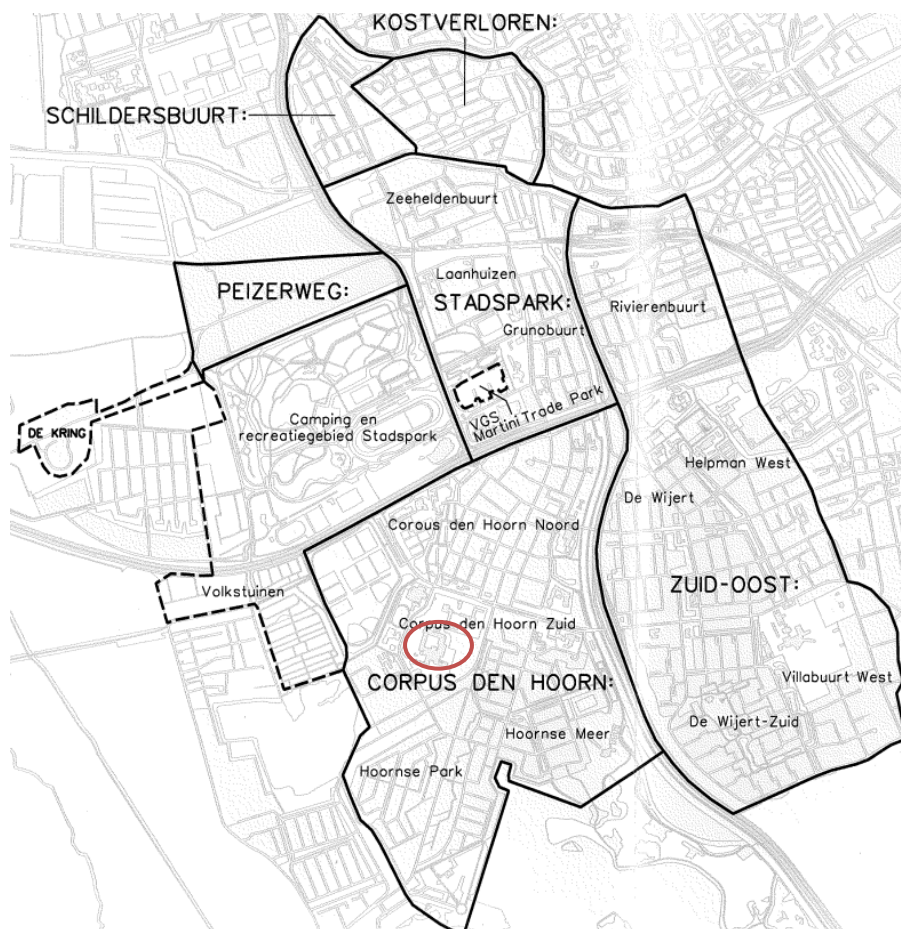 KOSTVERLOREN:
SCHILDERSBUURT:
Zeeheldenbuurt
Laanhuizen
PEIZERWEG:
STADSPARK:
Rivierenbuurt
Grunobuurt
VGS
Martini Trade Park
Camping en
recreatiegebied Stadspark
DE KRING
Helpman West
De Wijert
Corous den Hoorn Noord
ZUID-OOST:
Volkstuinen
Corpus den Hoorn Zuid
CORPUS DEN HOORN:
Villabuurt West
De Wijert-Zuid
Hoornse Meer
Hoornse Park